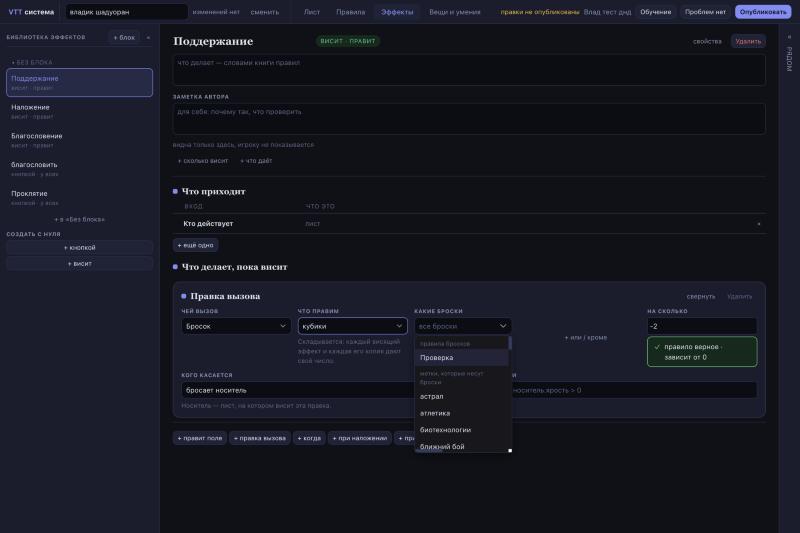 VTT система
владик шадуоран
изменений нет
сменить
Лист
Правила
Эффекты
Вещи и умения
правки не опубликованы
Влад тест днд
Обучение
Проблем нет
Опубликовать
БИБЛИОТЕКА ЭФФЕКТОВ
+ блок
«
• БЕЗ БЛОКА
Поддержание
висит · правит
Наложение
висит · правит
Благословение
висит · правит
благословить
кнопкой · у всех
Проклятие
кнопкой · у всех
+ в «Без блока»
СОЗДАТЬ С НУЛЯ
+ кнопкой
+ висит
Поддержание
ВИСИТ · ПРАВИТ
свойства
Удалить
что делает — словами книги правил
ЗАМЕТКА АВТОРА
для себя: почему так, что проверить
видна только здесь, игроку не показывается
+ сколько висит
+ что даёт
Что приходит
ВХОД
ЧТО ЭТО
Кто действует
лист
×
+ ещё одно
Что делает, пока висит
Правка вызова
свернуть
Удалить
ЧЕЙ ВЫЗОВ
ЧТО ПРАВИМ
КАКИЕ БРОСКИ
НА СКОЛЬКО
Бросок
кубики
все броски
+ или / кроме
-2
Складывается: каждый висящий
эффект и каждая его копия дают
своё число.
✓ правило верное ·
зависит от 0
правила бросков
Проверка
метки, которые несут
броски
астрал
атлетика
биотехнологии
ближний бой
КОГО КАСАЕТСЯ
бросает носитель
носитель.ярость > 0
Носитель — лист, на котором висит эта правка.
+ правит поле
+ правка вызова
+ когда
+ при наложении
«
РЯДОМ